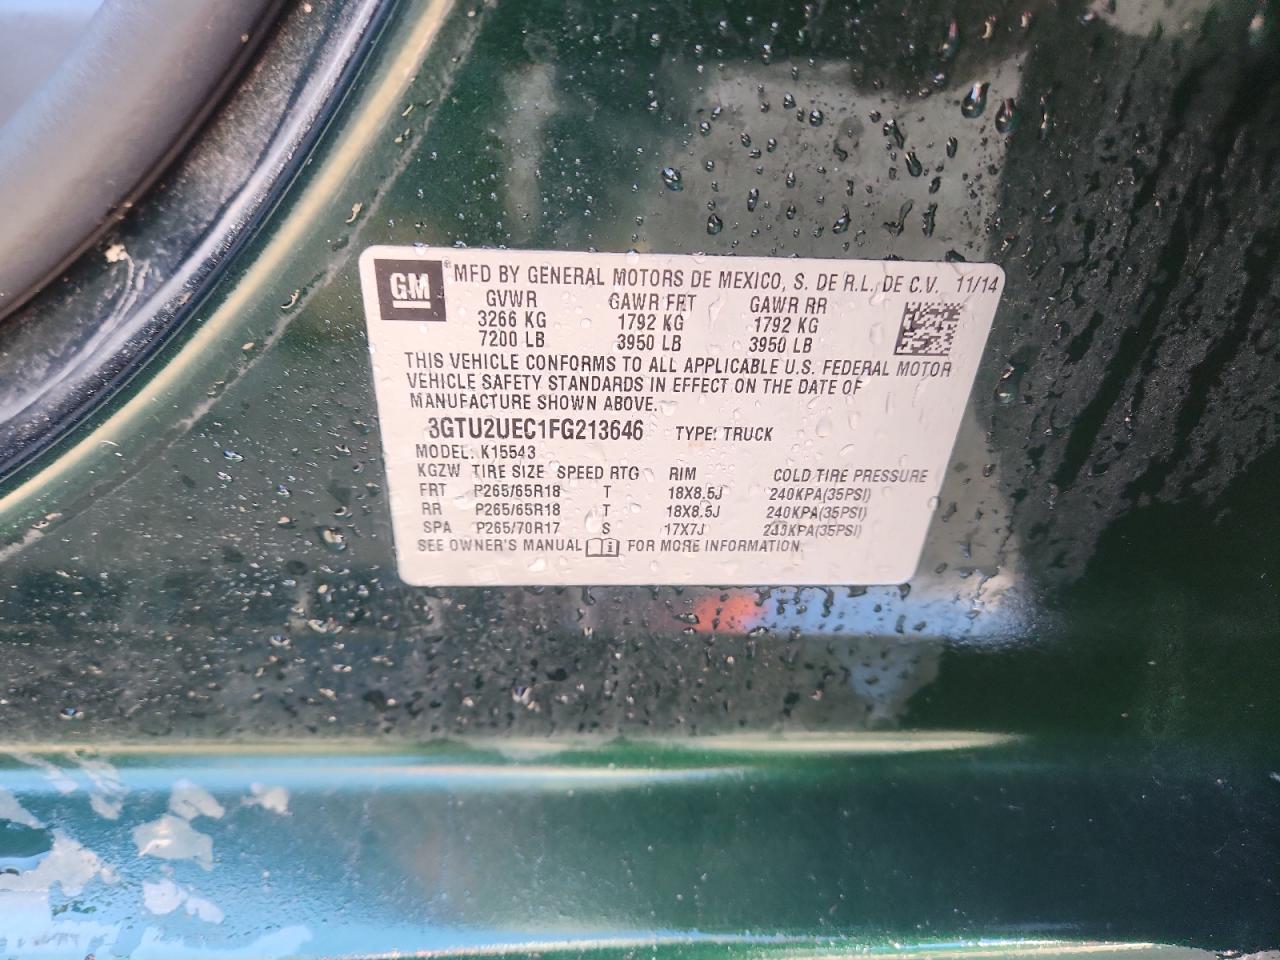 GM ® MFD BY GENERAL MOTORS DE MEXICO, S. DE R.L. DE C.V. 11/14
GVWR GAWR FRT GAWR RR
3266 KG 1792 KG 1792 KG
7200 LB 3950 LB 3950 LB
THIS VEHICLE CONFORMS TO ALL APPLICABLE U.S. FEDERAL MOTOR
VEHICLE SAFETY STANDARDS IN EFFECT ON THE DATE OF
MANUFACTURE SHOWN ABOVE.
3GTU2UEC1FG213646 TYPE: TRUCK
MODEL: K15543
KGZW TIRE SIZE SPEED RTG RIM COLD TIRE PRESSURE
FRT P265/65R18 T 18X8.5J 240KPA(35PSI)
RR P265/65R18 T 18X8.5J 240KPA(35PSI)
SPA P265/70R17 S 17X7J 240KPA(35PSI)
SEE OWNER'S MANUAL FOR MORE INFORMATION